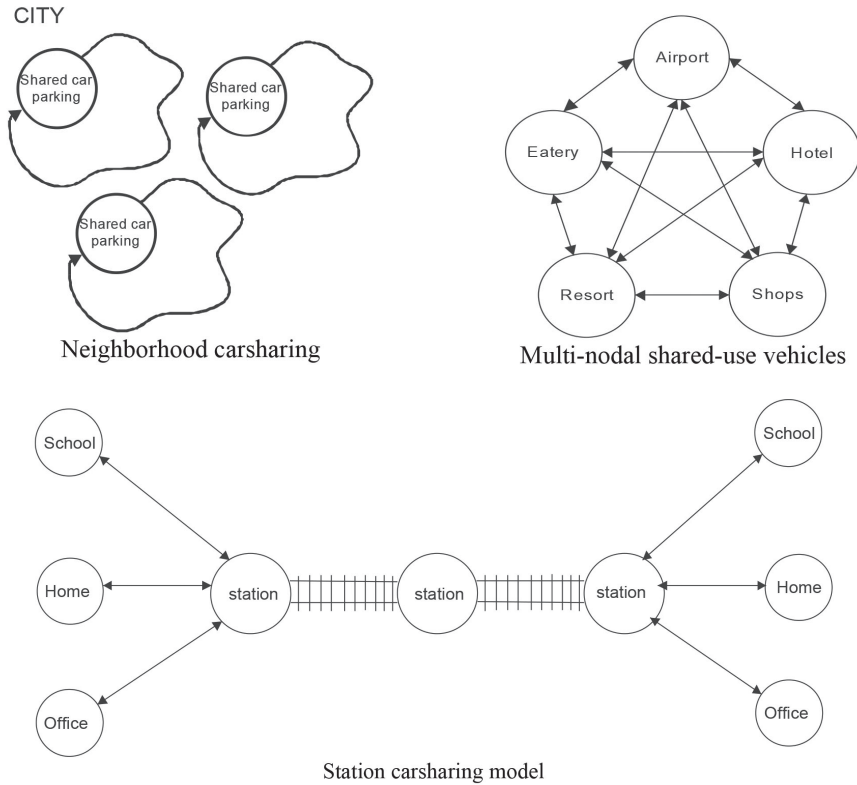 CITY
Shared car
parking
Shared car
parking
Shared car
parking
Neighborhood carsharing
Airport
Eatery
Hotel
Resort
Shops
Multi-nodal shared-use vehicles
School
Home
Office
station
station
station
School
Home
Office
Station carsharing model